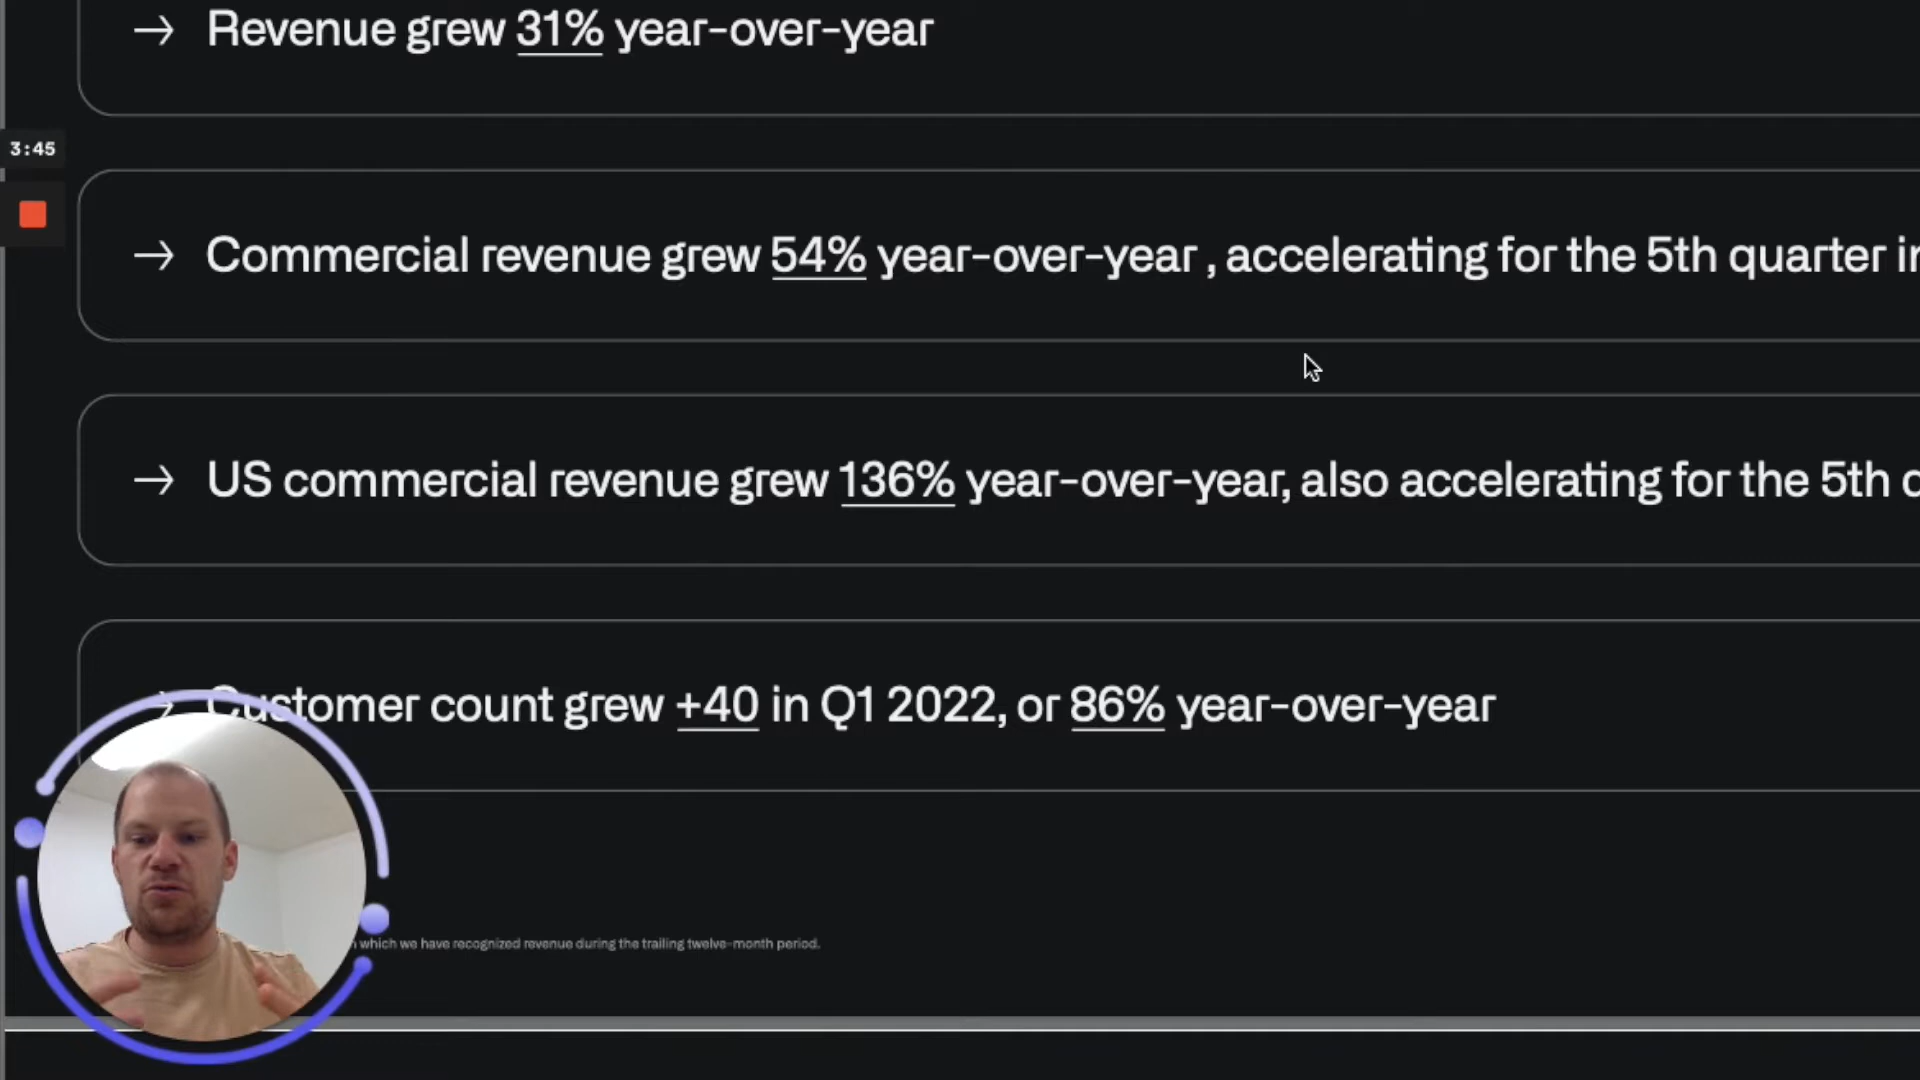 → Revenue grew 31% year-over-year
3:45
→ Commercial revenue grew 54% year-over-year , accelerating for the 5th quarter
→ US commercial revenue grew 136% year-over-year, also accelerating for the 5th
Customer count grew +40 in Q1 2022, or 86% year-over-year
which we have recognized revenue during the trailing twelve-month period.